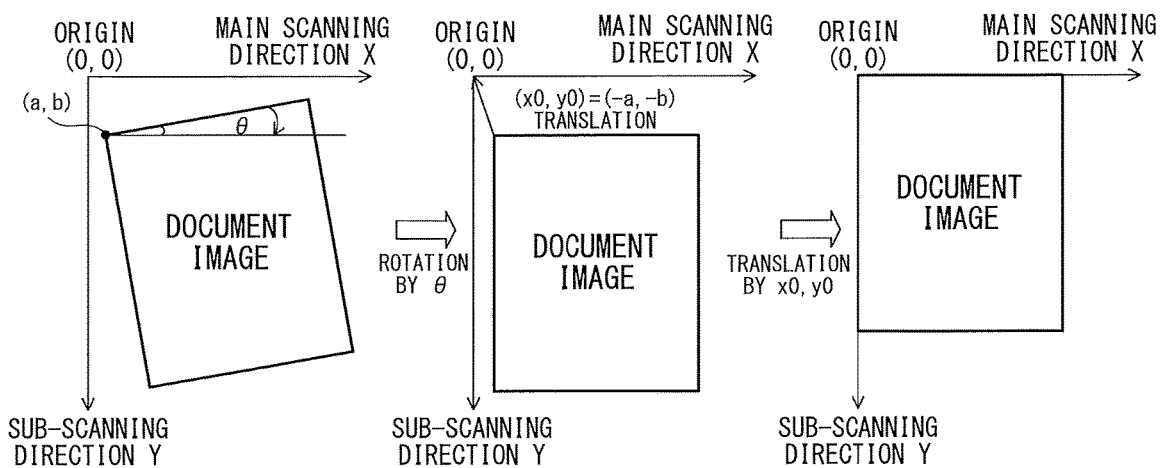 ORIGIN
(0, 0)
MAIN SCANNING
DIRECTION X
(a, b)
θ
DOCUMENT
IMAGE
SUB-SCANNING
DIRECTION Y
ROTATION
BY θ
ORIGIN
(0, 0)
MAIN SCANNING
DIRECTION X
(x0, y0)=(-a, -b)
TRANSLATION
DOCUMENT
IMAGE
SUB-SCANNING
DIRECTION Y
TRANSLATION
BY x0, y0
ORIGIN
(0, 0)
MAIN SCANNING
DIRECTION X
DOCUMENT
IMAGE
SUB-SCANNING
DIRECTION Y